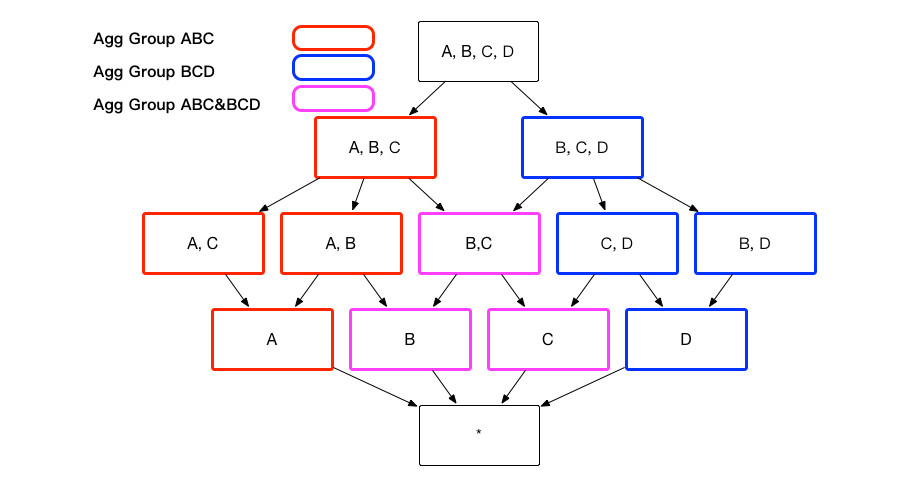 Agg Group ABC
Agg Group BCD
Agg Group ABC&BCD
A, B, C, D
A, B, C
B, C, D
A, C
A, B
B,C
C, D
B, D
A
B
C
D
*